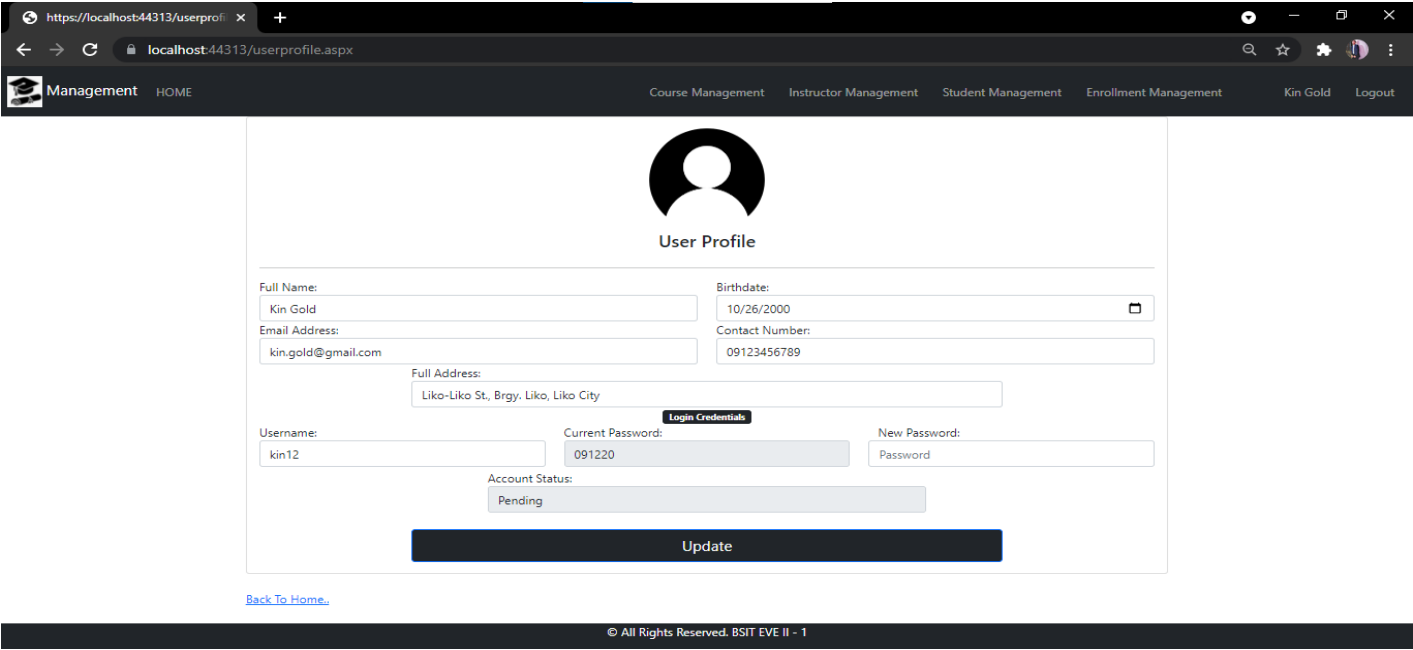 https://localhost:44313/userprofi
localhost:44313/userprofile.aspx
Management HOME Course Management Instructor Management Student Management Enrollment Management Kin Gold Logout
User Profile
Full Name: Birthdate:
Kin Gold 10/26/2000
Email Address: Contact Number:
kin.gold@gmail.com 09123456789
Full Address:
Liko-Liko St., Brgy. Liko, Liko City
Login Credentials
Username: Current Password: New Password:
kin12 091220 Password
Account Status:
Pending
Update
Back To Home..
© All Rights Reserved. BSIT EVE II - 1